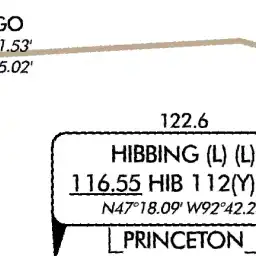 GO
1.53'
5.02'
122.6
HIBBING (L) (L)
116.55 HIB 112(Y)
N47°18.09' W92°42.2
PRINCETON